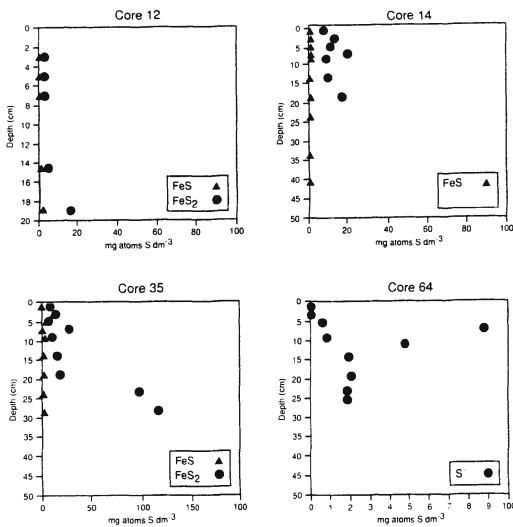 Core 12
0
2
4
6
8
10
12
14
16
18
20
Depth (cm)
FeS
FeS2
0 20 40 60 80 100
mg atoms S dm⁻³
Core 14
0
5
10
15
20
25
30
35
40
45
50
Depth (cm)
FeS
0 20 40 60 80 100
mg atoms S dm⁻³
Core 35
0
5
10
15
20
25
30
35
40
45
50
Depth (cm)
FeS
FeS2
0 50 100 150 100
mg atoms S dm⁻³
Core 64
0
5
10
15
20
25
30
35
40
45
50
Depth (cm)
S
0 1 2 3 4 5 6 7 8 9 10
mg atoms S dm⁻³